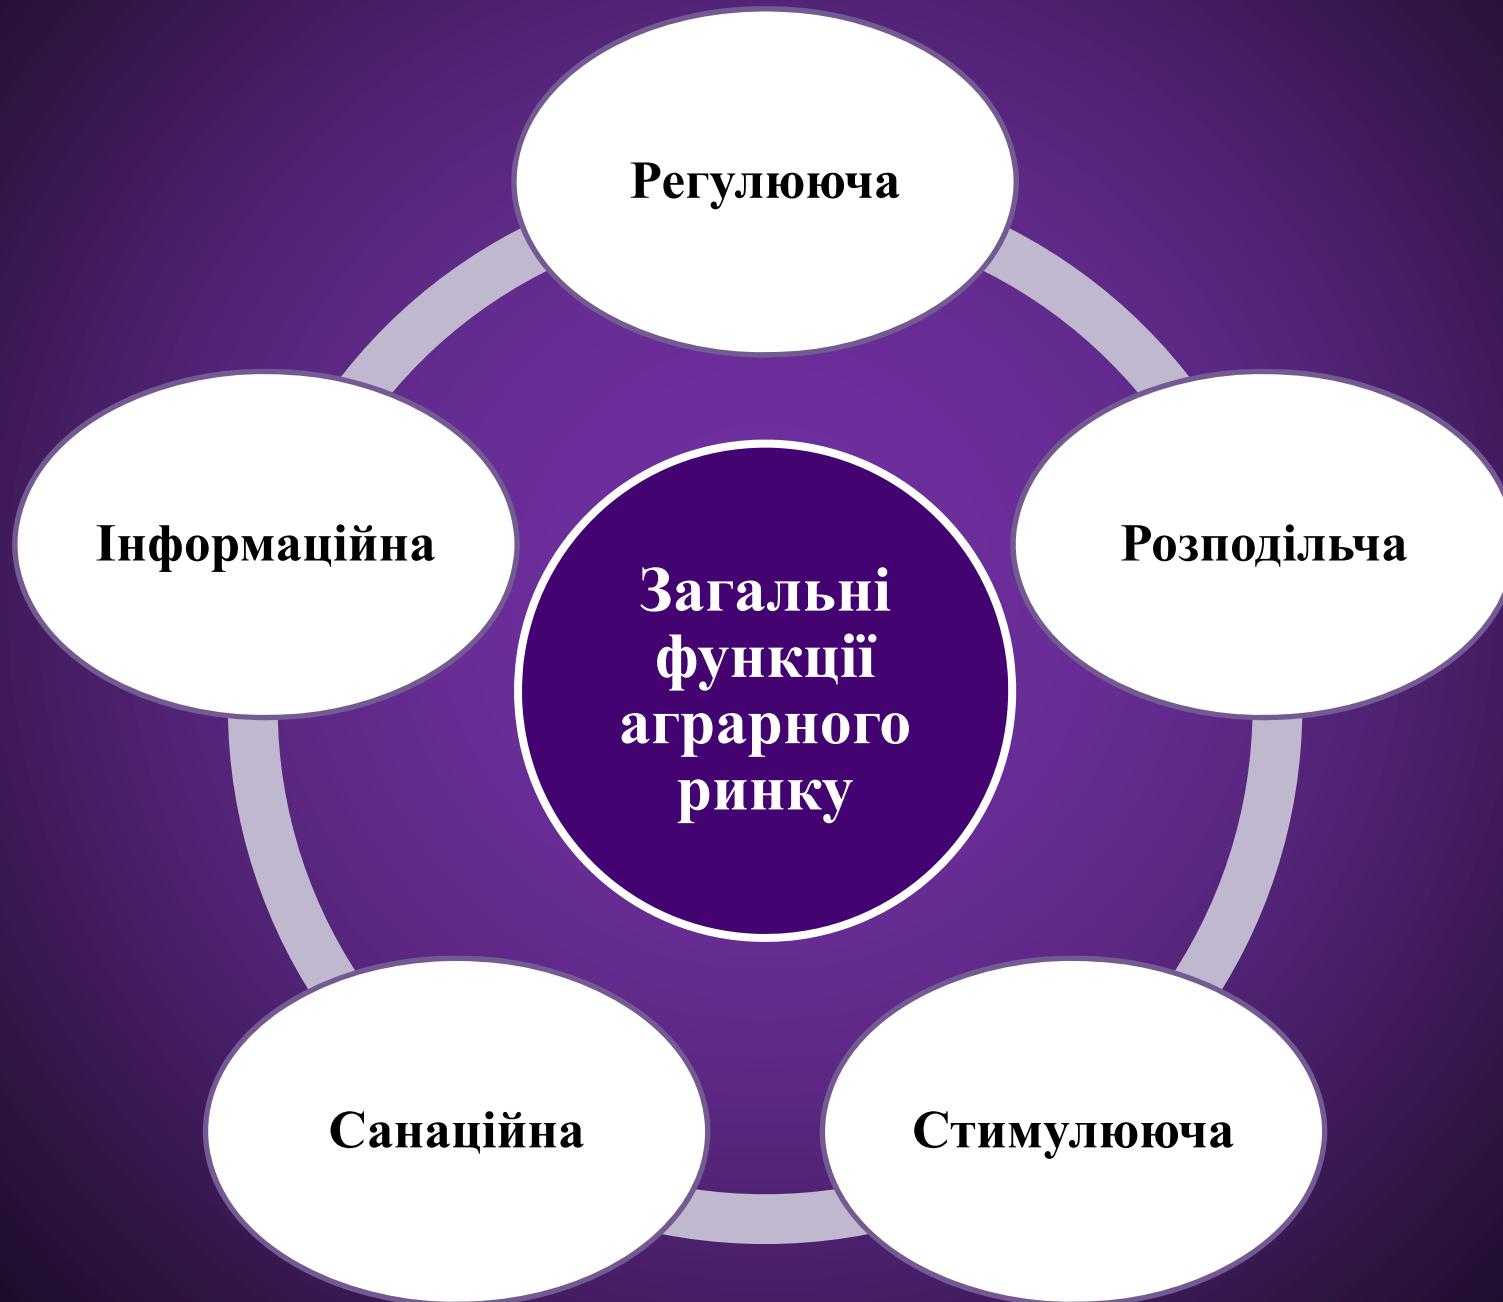 Регулююча
Інформаційна
Розподільча
Загальні
функції
аграрного
ринку
Санаційна
Стимулююча